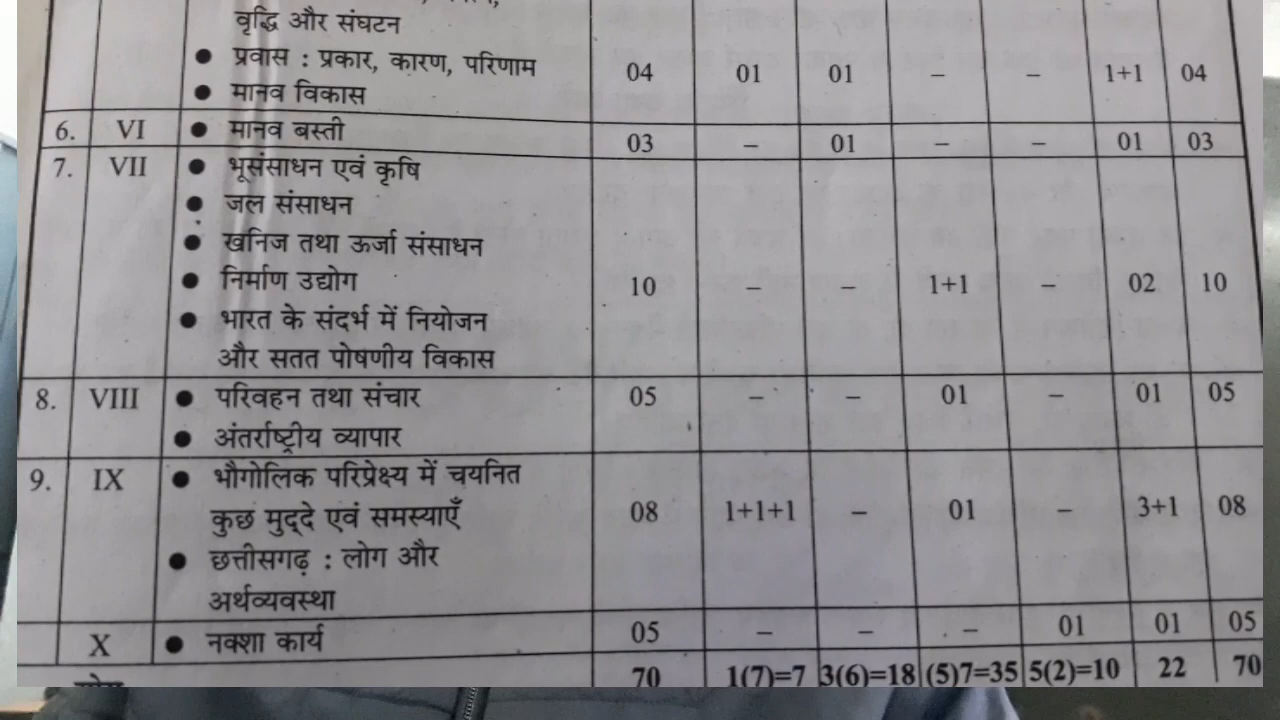 वृद्धि और संघटन
● प्रवास : प्रकार, कारण, परिणाम
● मानव विकास 04 01 01 – – 1+1 04
6. VI ● मानव बस्ती 03 – 01 – – 01 03
7. VII ● भूसंसाधन एवं कृषि
● जल संसाधन
● खनिज तथा ऊर्जा संसाधन
● निर्माण उद्योग 10 – – 1+1 – 02 10
● भारत के संदर्भ में नियोजन
और सतत पोषणीय विकास
8. VIII ● परिवहन तथा संचार 05 – – 01 – 01 05
● अंतर्राष्ट्रीय व्यापार
9. IX ● भौगोलिक परिप्रेक्ष्य में चयनित
कुछ मुद्दे एवं समस्याएँ 08 1+1+1 – 01 – 3+1 08
● छत्तीसगढ़ : लोग और
अर्थव्यवस्था
X ● नक्शा कार्य 05 – – – 01 01 05
70 1(7)=7 3(6)=18 (5)7=35 5(2)=10 22 70